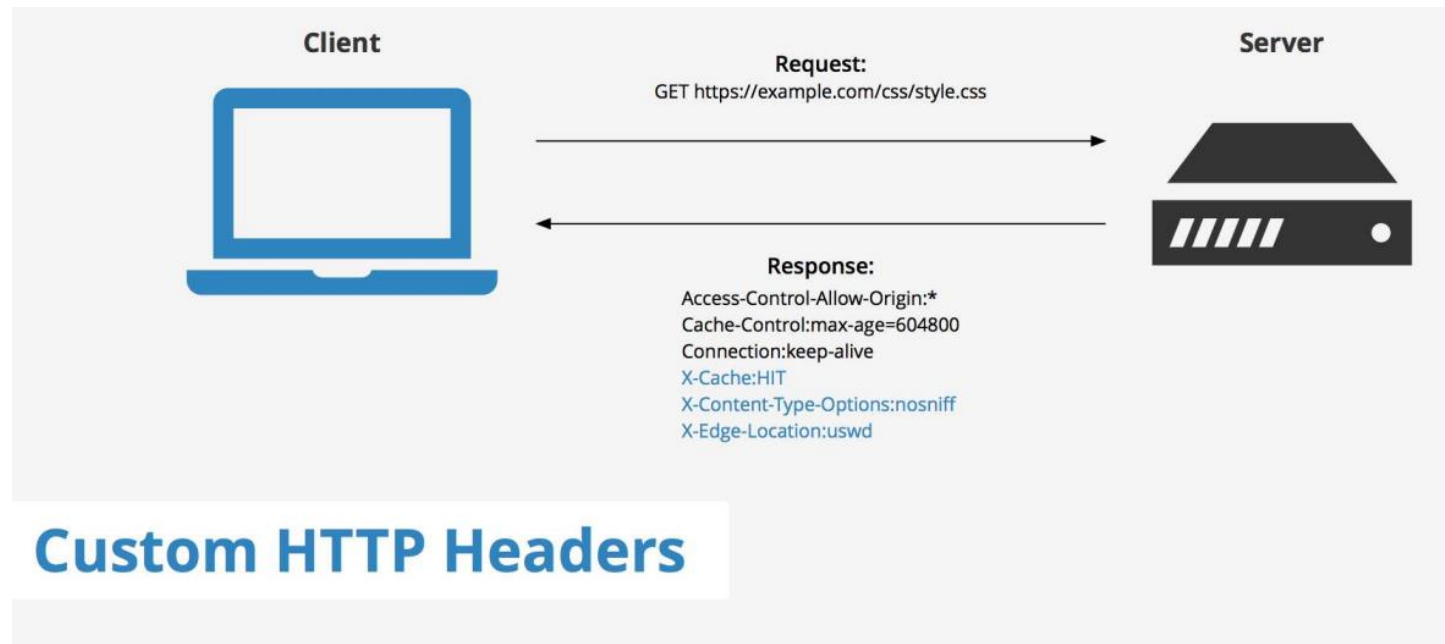 Client
Server
Request:
GET https://example.com/css/style.css
Response:
Access-Control-Allow-Origin:*
Cache-Control:max-age=604800
Connection:keep-alive
X-Cache:HIT
X-Content-Type-Options:nosniff
X-Edge-Location:uswd
Custom HTTP Headers